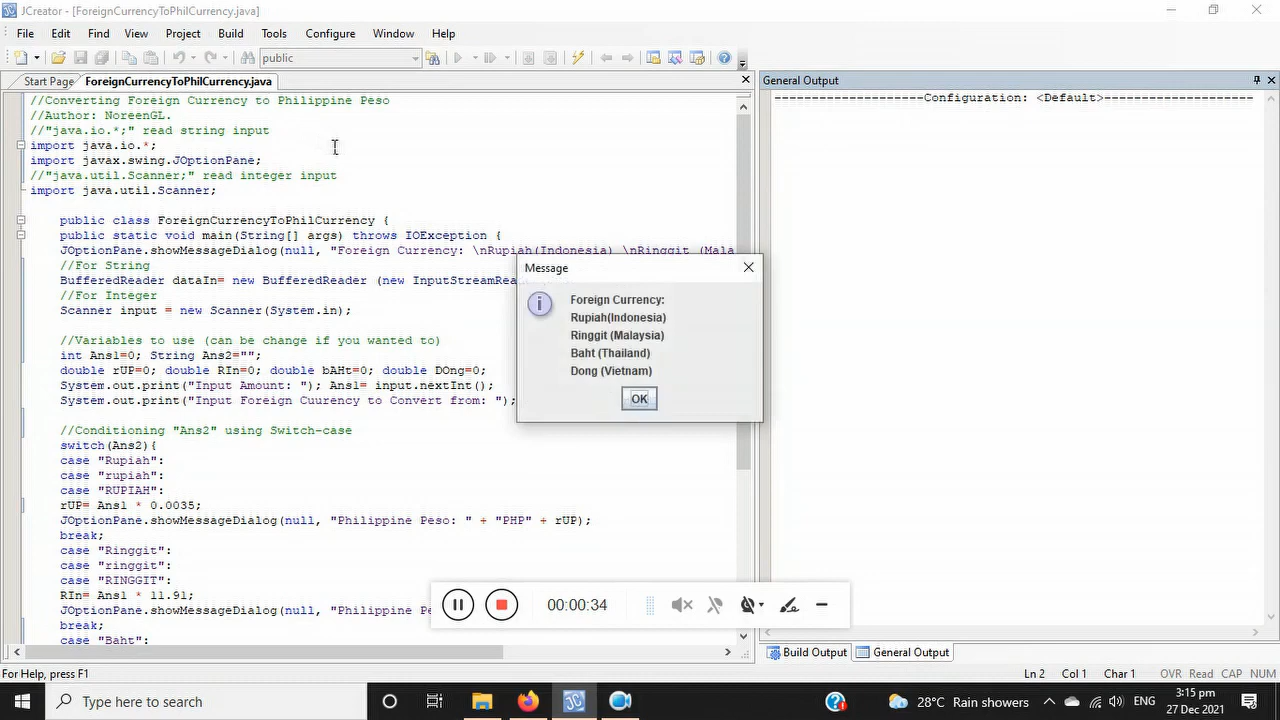 JCreator - [ForeignCurrencyToPhilCurrency.java]
File Edit Find View Project Build Tools Configure Window Help
public
Start Page ForeignCurrencyToPhilCurrency.java
General Output
//Converting Foreign Currency to Philippine Peso
//Author: NoreenGL.
//"java.io.*;" read string input
import java.io.*;
import javax.swing.JOptionPane;
//"java.util.Scanner;" read integer input
import java.util.Scanner;
public class ForeignCurrencyToPhilCurrency {
public static void main(String[] args) throws IOException {
JOptionPane.showMessageDialog(null, "Foreign Currency: \nRupiah(Indonesia) \nRinggit (Mala
//For String
BufferedReader dataIn= new BufferedReader (new InputStreamRea
//For Integer
Scanner input = new Scanner(System.in);
//Variables to use (can be change if you wanted to)
int Ans1=0; String Ans2="";
double rUP=0; double RIn=0; double bAHt=0; double DOng=0;
System.out.print("Input Amount: "); Ans1= input.nextInt();
System.out.print("Input Foreign Cuurency to Convert from: ");
//Conditioning "Ans2" using Switch-case
switch(Ans2){
case "Rupiah":
case "rupiah":
case "RUPIAH":
rUP= Ans1 * 0.0035;
JOptionPane.showMessageDialog(null, "Philippine Peso: " + "PHP" + rUP);
break;
case "Ringgit":
case "ringgit":
case "RINGGIT":
RIn= Ans1 * 11.91;
JOptionPane.showMessageDialog(null, "Philippine Pe
break;
case "Baht":
--------------------Configuration: <Default>--------------------
Message
Foreign Currency:
Rupiah(Indonesia)
Ringgit (Malaysia)
Baht (Thailand)
Dong (Vietnam)
OK
00:00:34
Build Output General Output
For Help, press F1
Ln 2 Col 1 Char 1 OVR Read CAP NUM
Type here to search
28°C Rain showers
ENG
3:15 pm
27 Dec 2021